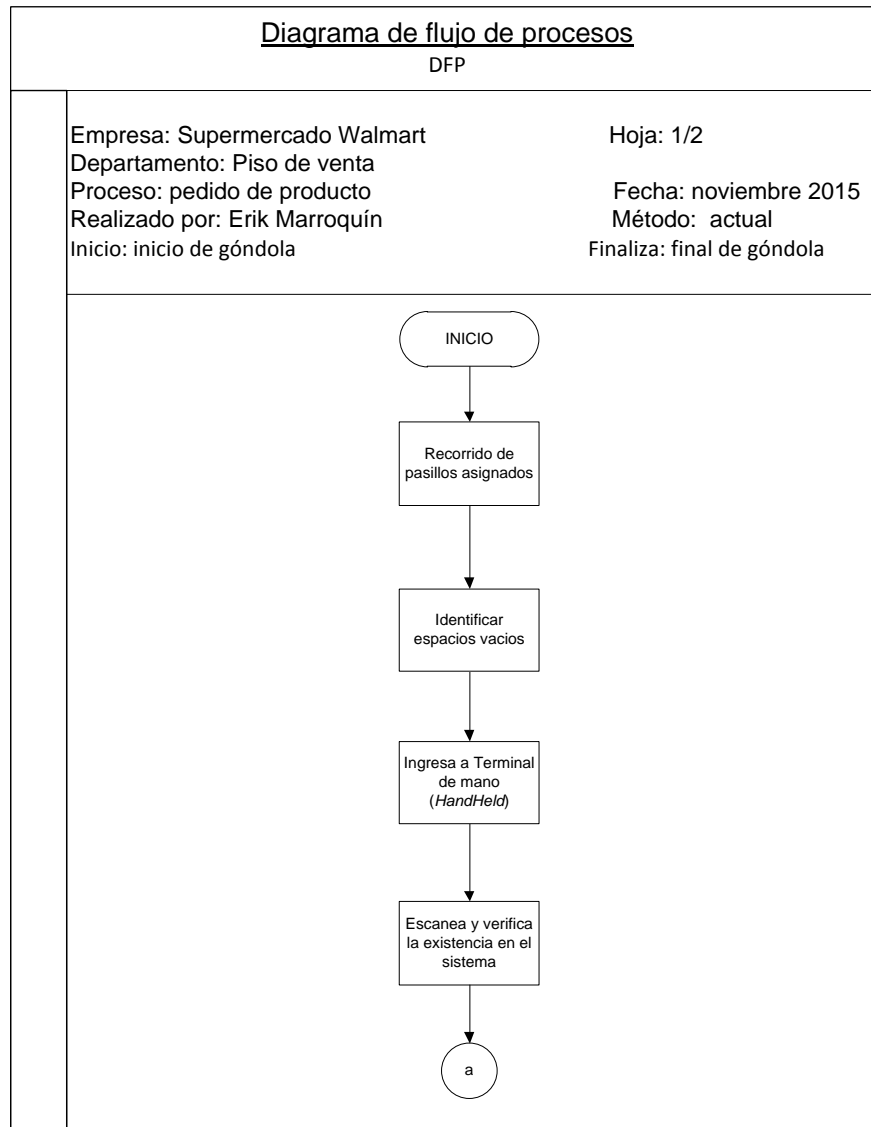 Diagrama de flujo de procesos
DFP
Empresa: Supermercado Walmart Hoja: 1/2
Departamento: Piso de venta
Proceso: pedido de producto Fecha: noviembre 2015
Realizado por: Erik Marroquín Método: actual
Inicio: inicio de góndola Finaliza: final de góndola
INICIO
Recorrido de
pasillos asignados
Identificar
espacios vacios
Ingresa a Terminal
de mano
(HandHeld)
Escanea y verifica
la existencia en el
sistema
a